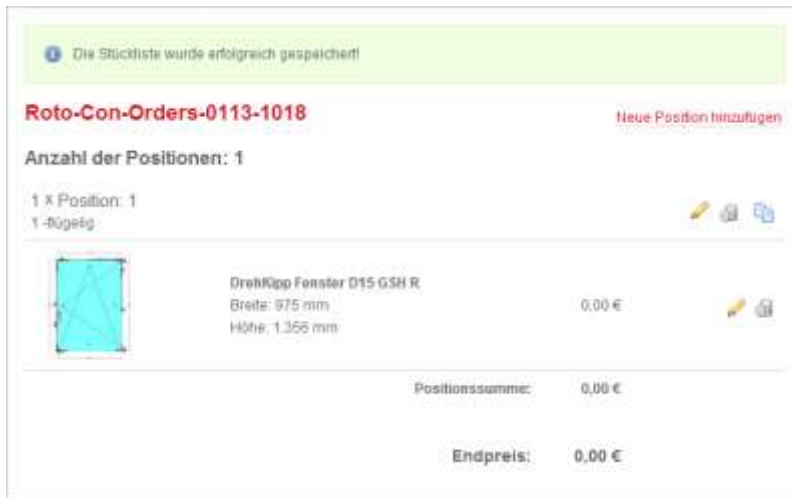 Die Stückliste wurde erfolgreich gespeichert!
Roto-Con-Orders-0113-1018
Neue Position hinzufügen
Anzahl der Positionen: 1
1 x Position: 1
1 -flügelig
DrehKipp Fenster D15 GSH R
Breite: 975 mm 0,00 €
Höhe: 1.356 mm
Positionssumme: 0,00 €
Endpreis: 0,00 €